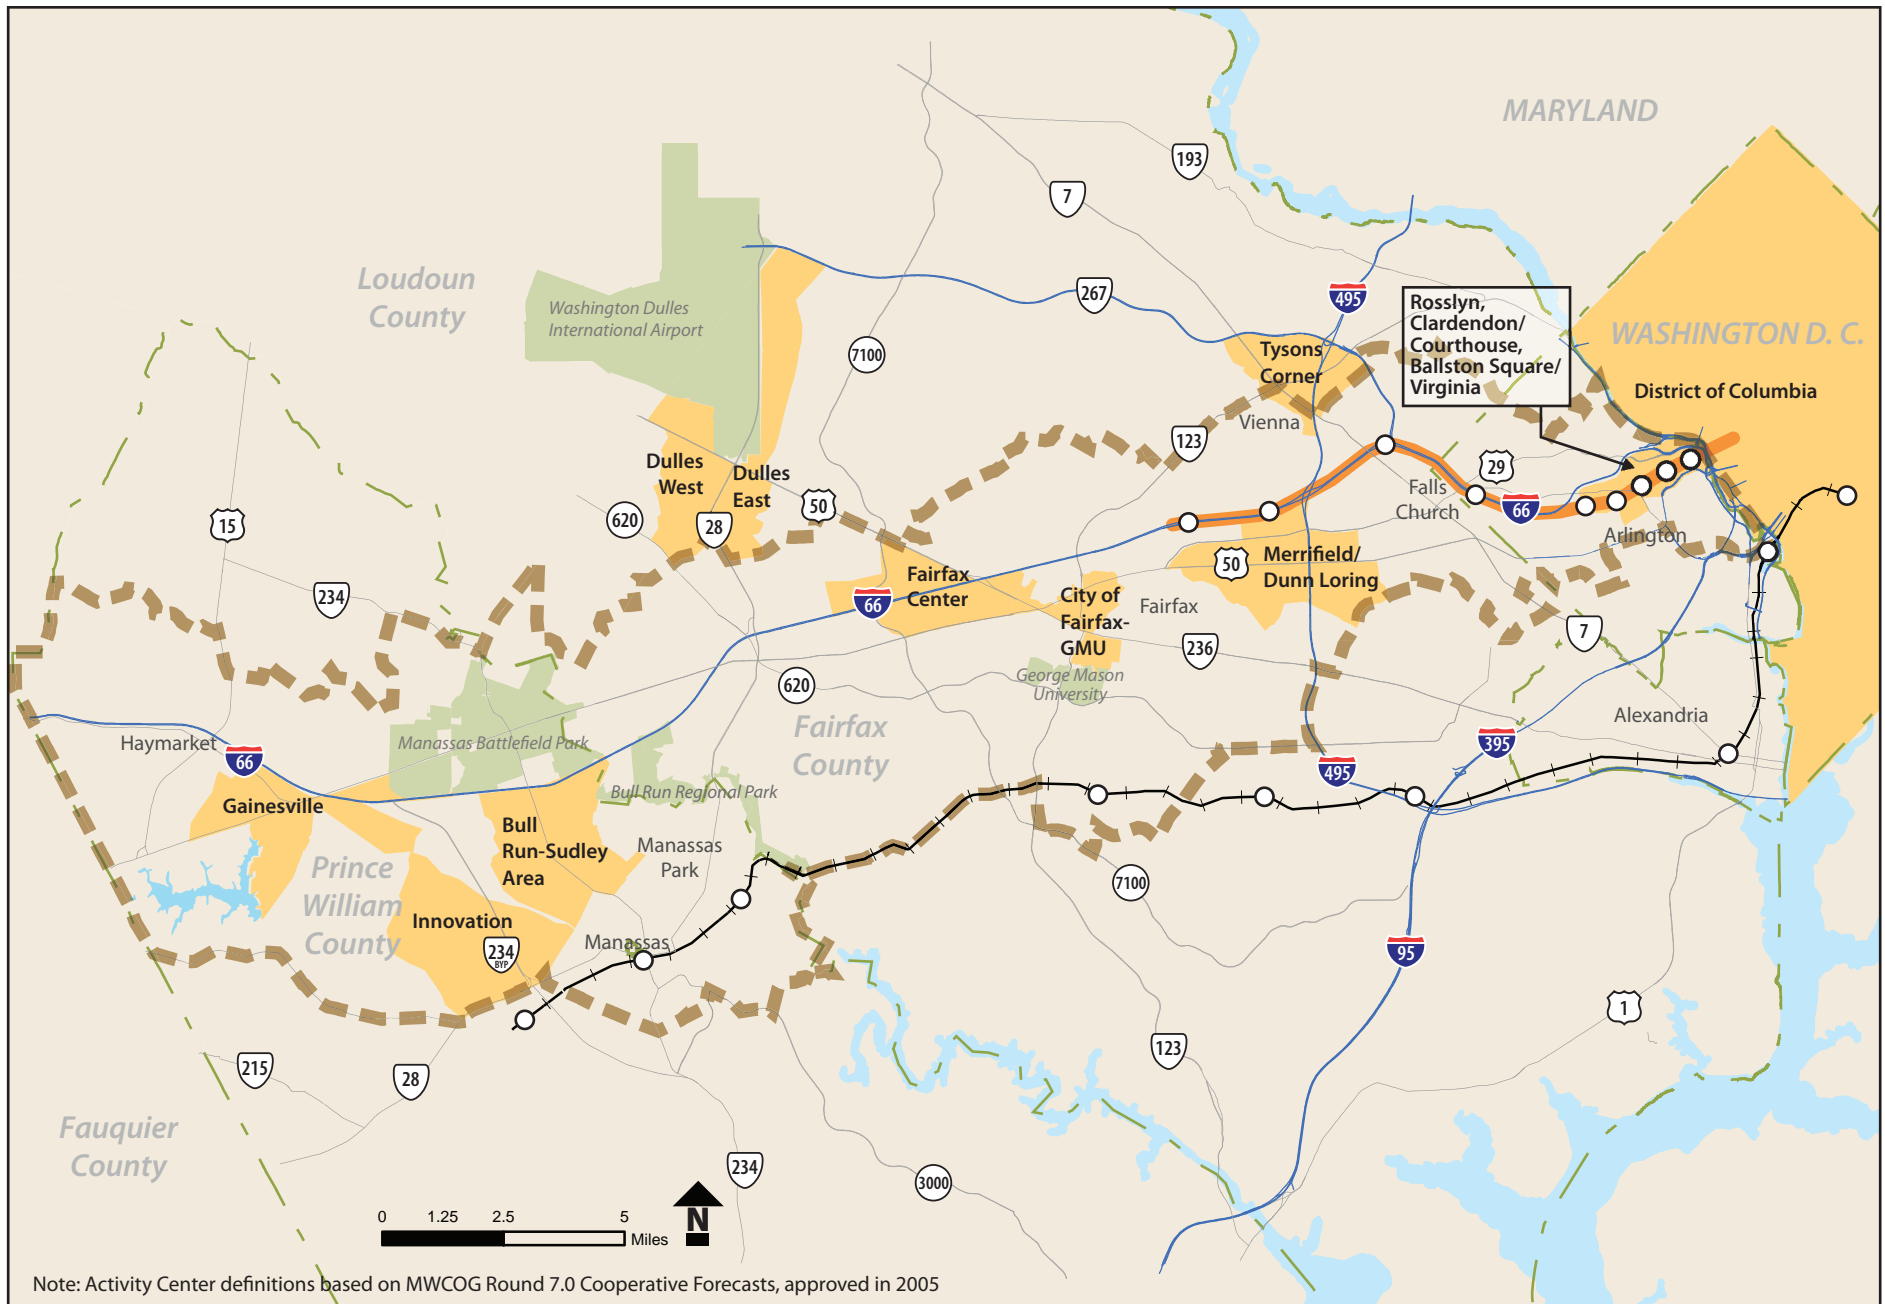 MARYLAND
193
7
Loudoun
County
267
495
Washington Dulles
International Airport
Rosslyn,
Clardendon/
Courthouse,
Ballston Square/
Virginia
WASHINGTON D. C.
7100
Tysons
Corner
District of Columbia
Vienna
123
29
Dulles
West
Dulles
East
50
Falls
Church
66
15
620
28
Arlington
50
Merrifield/
Dunn Loring
Fairfax
Center
66
City of
Fairfax-
GMU
Fairfax
234
7
236
George Mason
University
620
Fairfax
County
Alexandria
Haymarket
66
Manassas Battlefield Park
395
495
Bull Run Regional Park
Gainesville
Bull
Run-Sudley
Area
Manassas
Park
Prince
William
County
7100
Innovation
234
BYP
Manassas
95
1
215
28
123
Fauquier
County
234
3000
0
1.25
2.5
5
Miles
N
Note: Activity Center definitions based on MWCOG Round 7.0 Cooperative Forecasts, approved in 2005